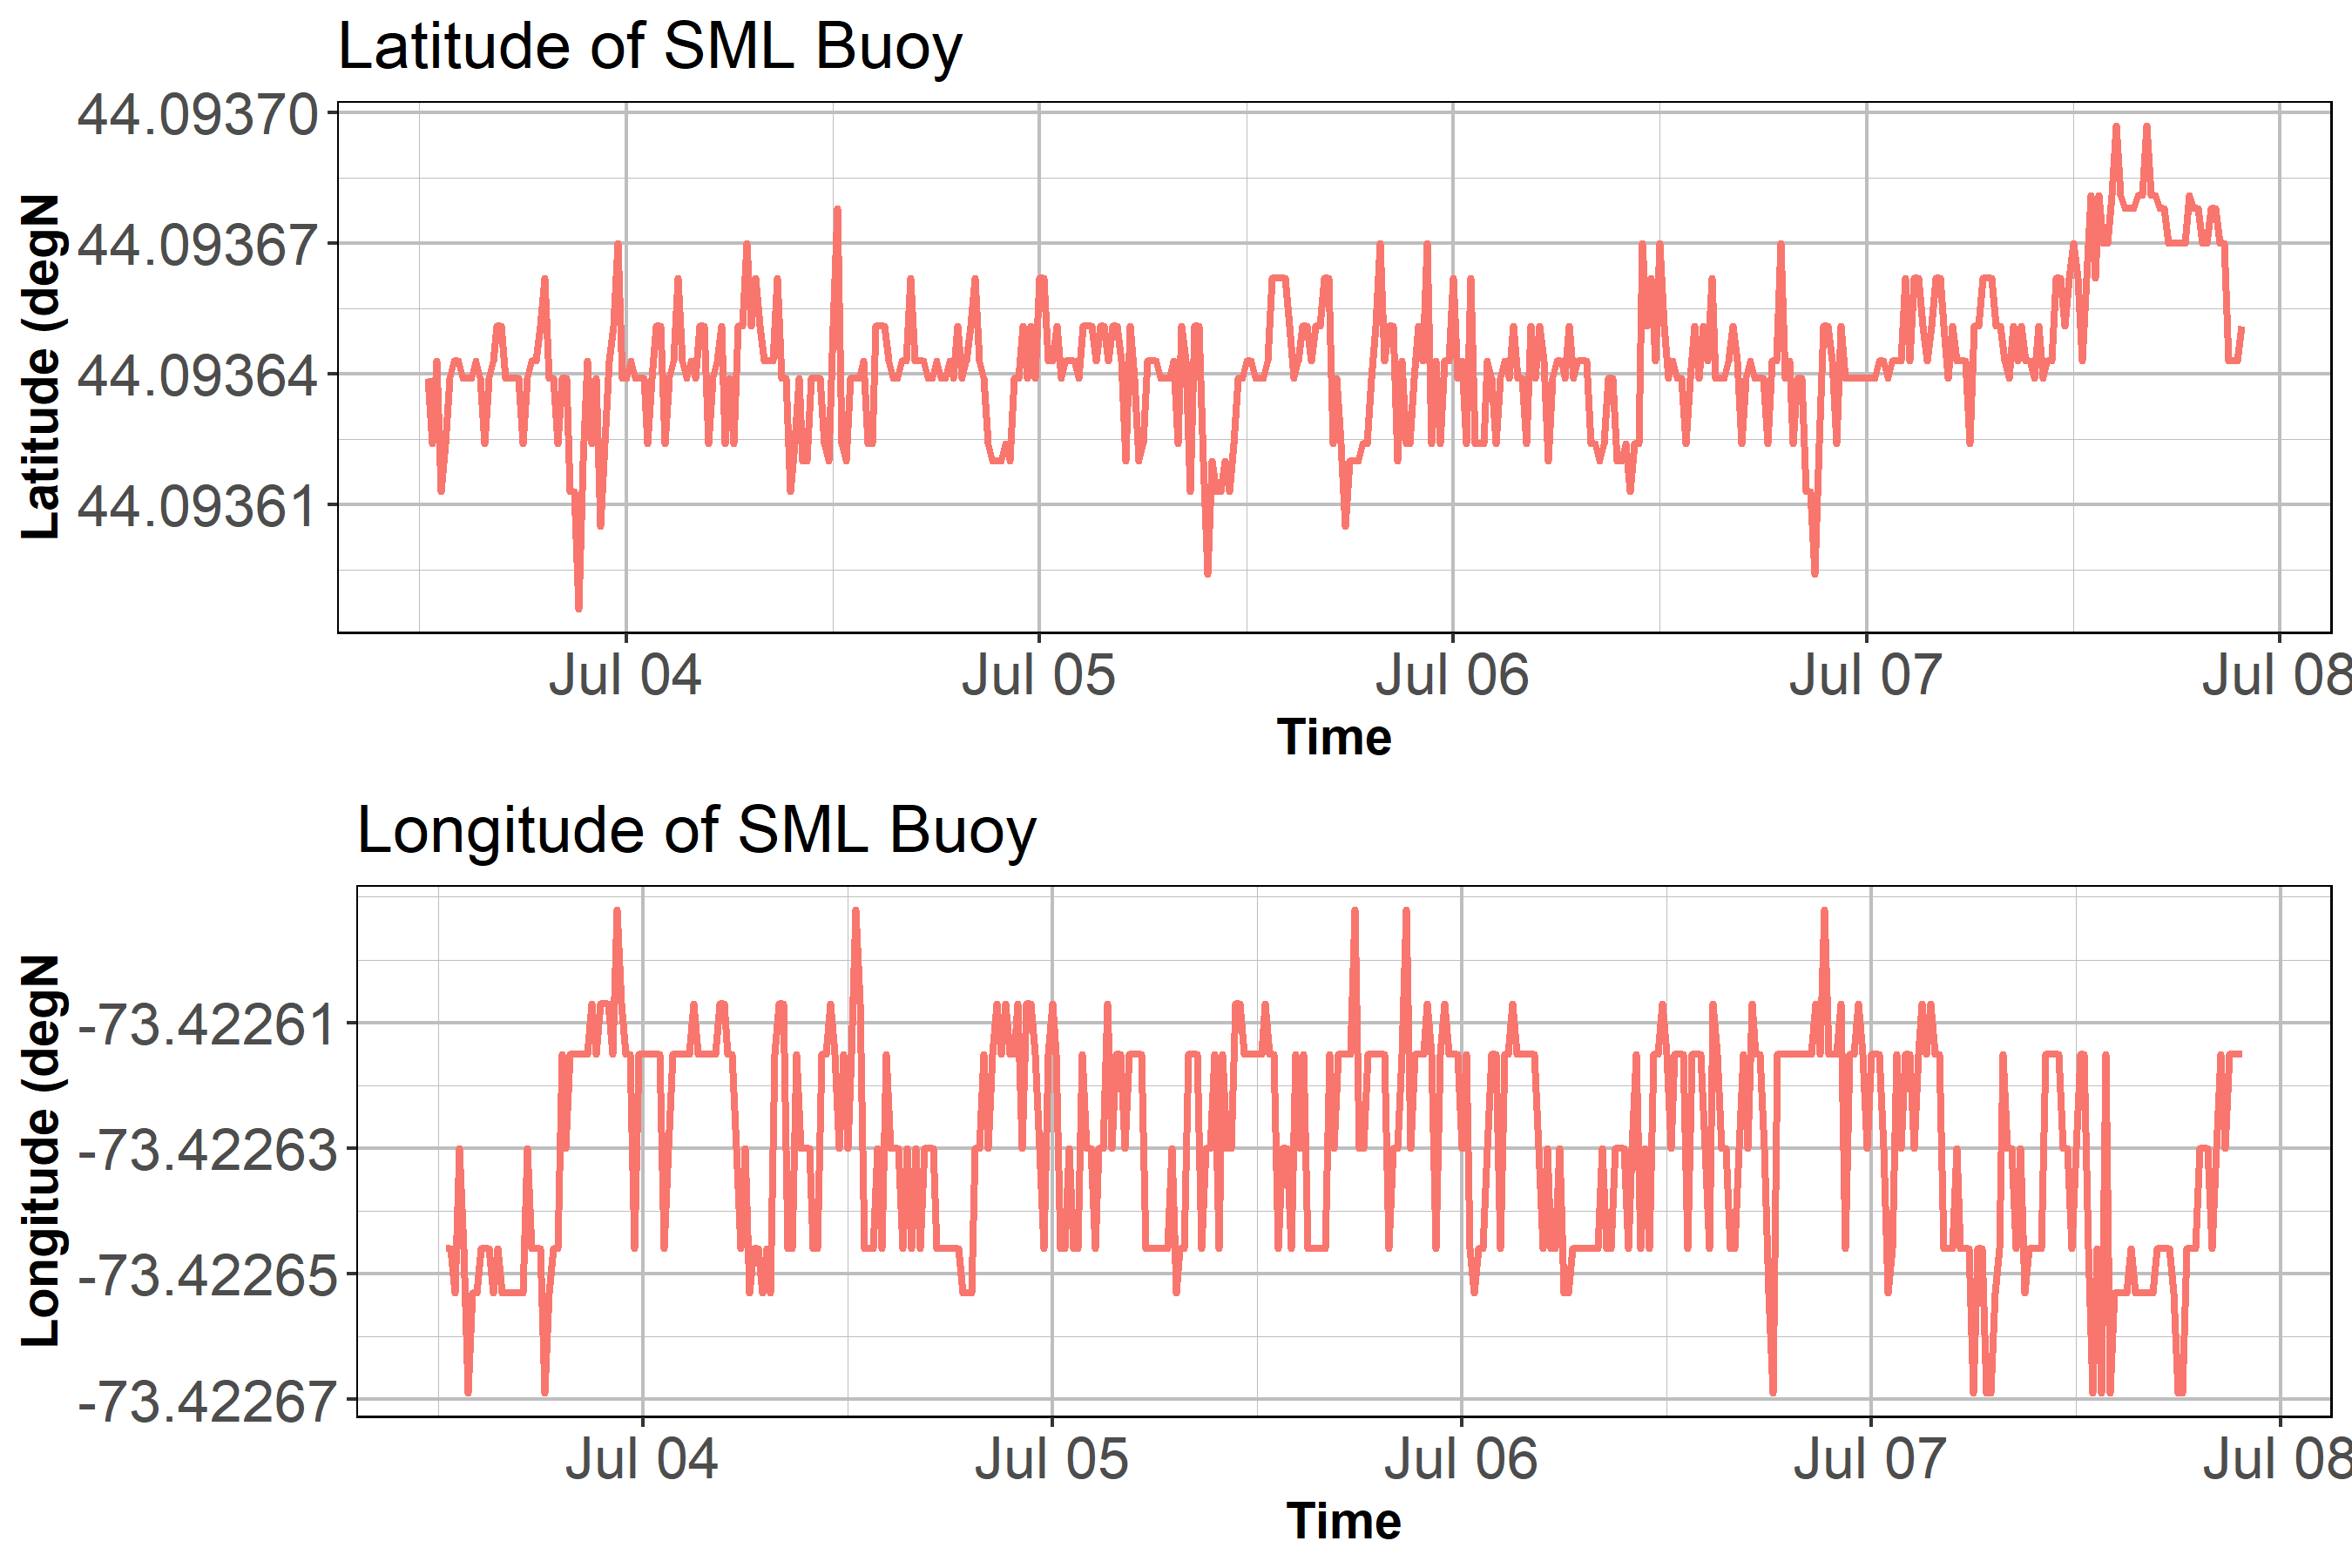 Latitude of SML Buoy
Latitude (degN
44.09370
44.09367
44.09364
44.09361
Jul 04 Jul 05 Jul 06 Jul 07 Jul 08
Time
Longitude of SML Buoy
Longitude (degN
-73.42261
-73.42263
-73.42265
-73.42267
Jul 04 Jul 05 Jul 06 Jul 07 Jul 08
Time